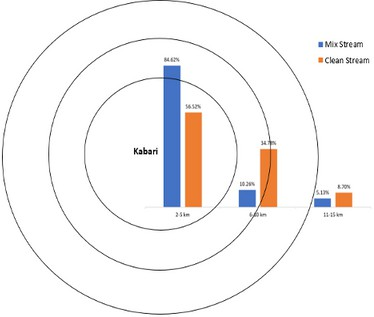 Mix Stream
Clean Stream
84.62%
56.52%
Kabari
34.78%
10.26%
5.13%
8.70%
2-5 km
6-10 km
11-15 km